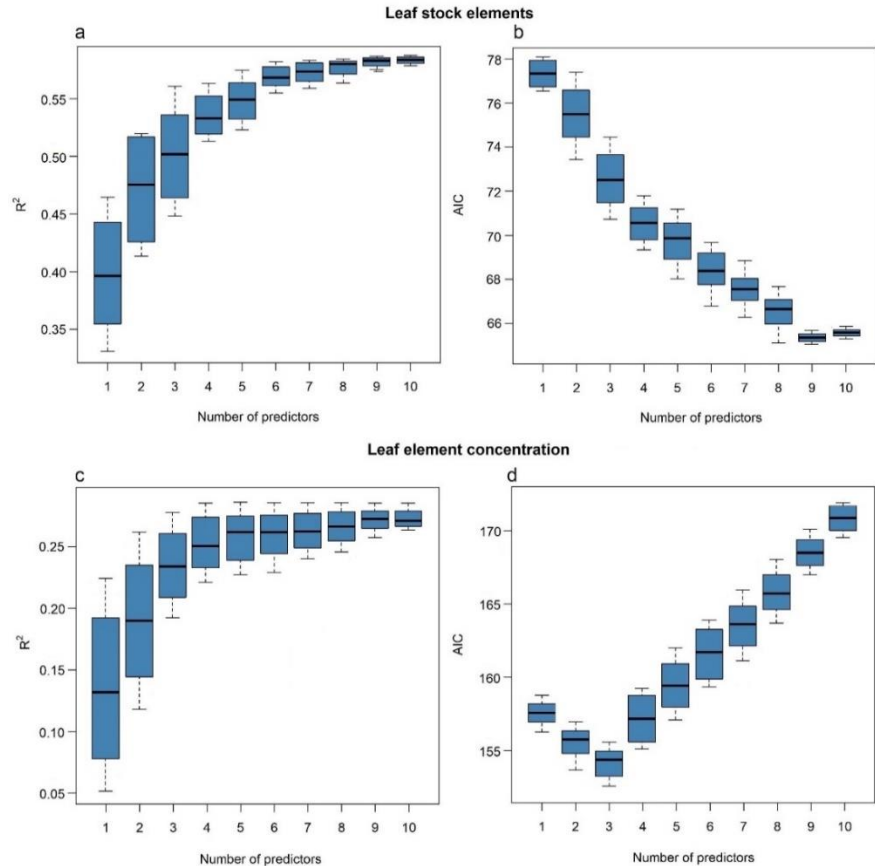 Leaf stock elements
a
R²
0.55
0.50
0.45
0.40
0.35
1 2 3 4 5 6 7 8 9 10
Number of predictors
b
AIC
78
76
74
72
70
68
66
1 2 3 4 5 6 7 8 9 10
Number of predictors
Leaf element concentration
c
R²
0.25
0.20
0.15
0.10
0.05
1 2 3 4 5 6 7 8 9 10
Number of predictors
d
AIC
170
165
157
155
1 2 3 4 5 6 7 8 9 10
Number of predictors